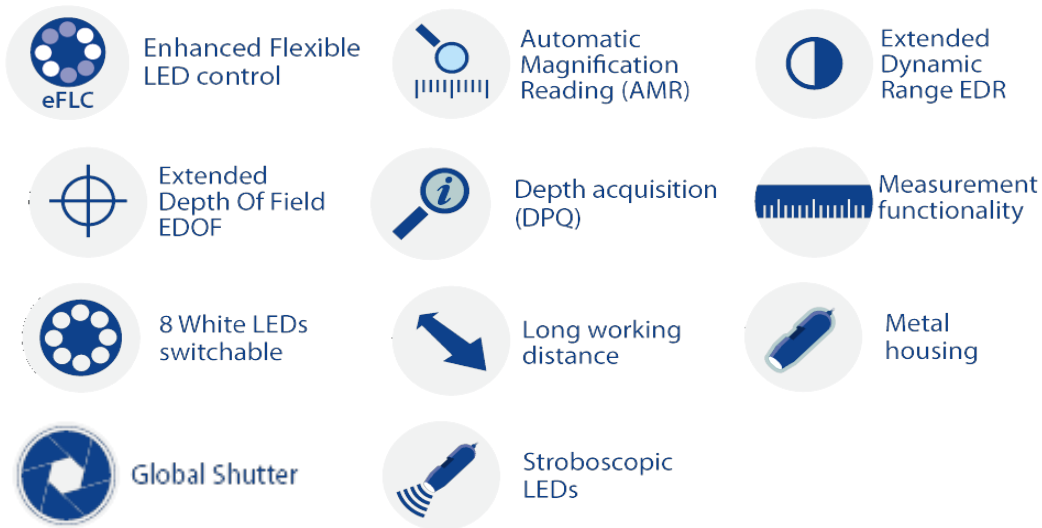 eFLC
Enhanced Flexible
LED control
Automatic
Magnification
Reading (AMR)
Extended
Dynamic
Range EDR
Extended
Depth Of Field
EDOF
i
Depth acquisition
(DPQ)
Measurement
functionality
8 White LEDs
switchable
Long working
distance
Metal
housing
Global Shutter
Stroboscopic
LEDs